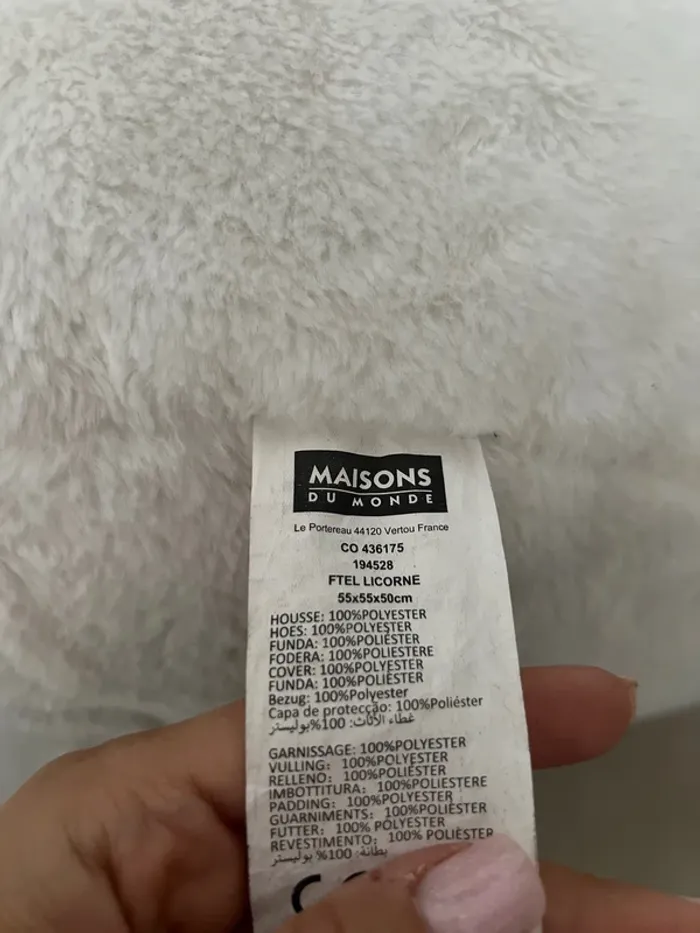 MAISONS
DU MONDE
Le Portereau 44120 Vertou France
CO 436175
194528
FTEL LICORNE
55x55x50cm
HOUSSE: 100%POLYESTER
HOES: 100%POLYESTER
FUNDA: 100%POLIÉSTER
FODERA: 100%POLIESTERE
COVER: 100%POLYESTER
FUNDA: 100%POLIÈSTER
Bezug: 100%Polyester
Capa de protecção: 100%Poliéster
غطاء الأثاث: 100%بوليستر
GARNISSAGE: 100%POLYESTER
VULLING: 100%POLYESTER
RELLENO: 100%POLIÉSTER
IMBOTTITURA: 100%POLIESTERE
PADDING: 100%POLYESTER
GUARNIMENTS: 100%POLIÈSTER
FUTTER: 100% POLYESTER
REVESTIMENTO: 100% POLIÉSTER
بطانة: 100% بوليستر